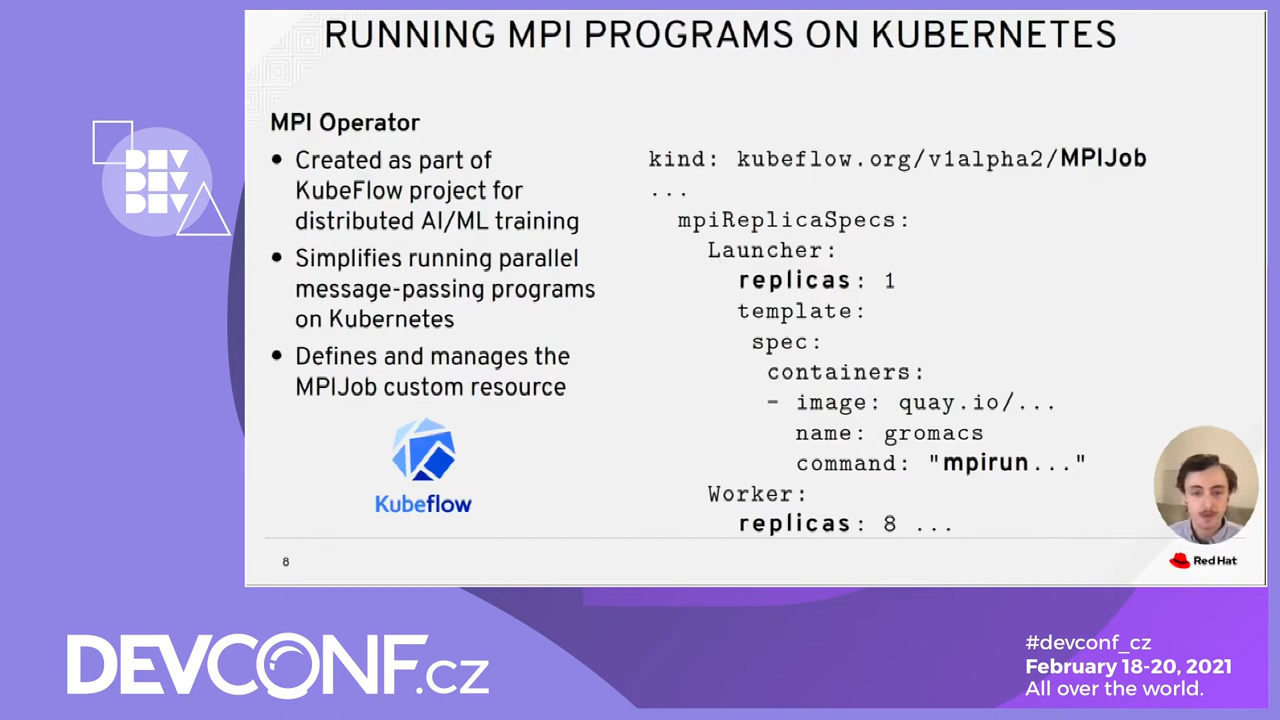 RUNNING MPI PROGRAMS ON KUBERNETES
DEV
DEV
DEV
MPI Operator
• Created as part of
KubeFlow project for
distributed AI/ML training
• Simplifies running parallel
message-passing programs
on Kubernetes
• Defines and manages the
MPIJob custom resource
Kubeflow
kind: kubeflow.org/v1alpha2/MPIJob
...
mpiReplicaSpecs:
Launcher:
replicas: 1
template:
spec:
containers:
- image: quay.io/...
name: gromacs
command: "mpirun..."
Worker:
replicas: 8 ...
8
Red Hat
DEVCONF.cz
#devconf_cz
February 18-20, 2021
All over the world.